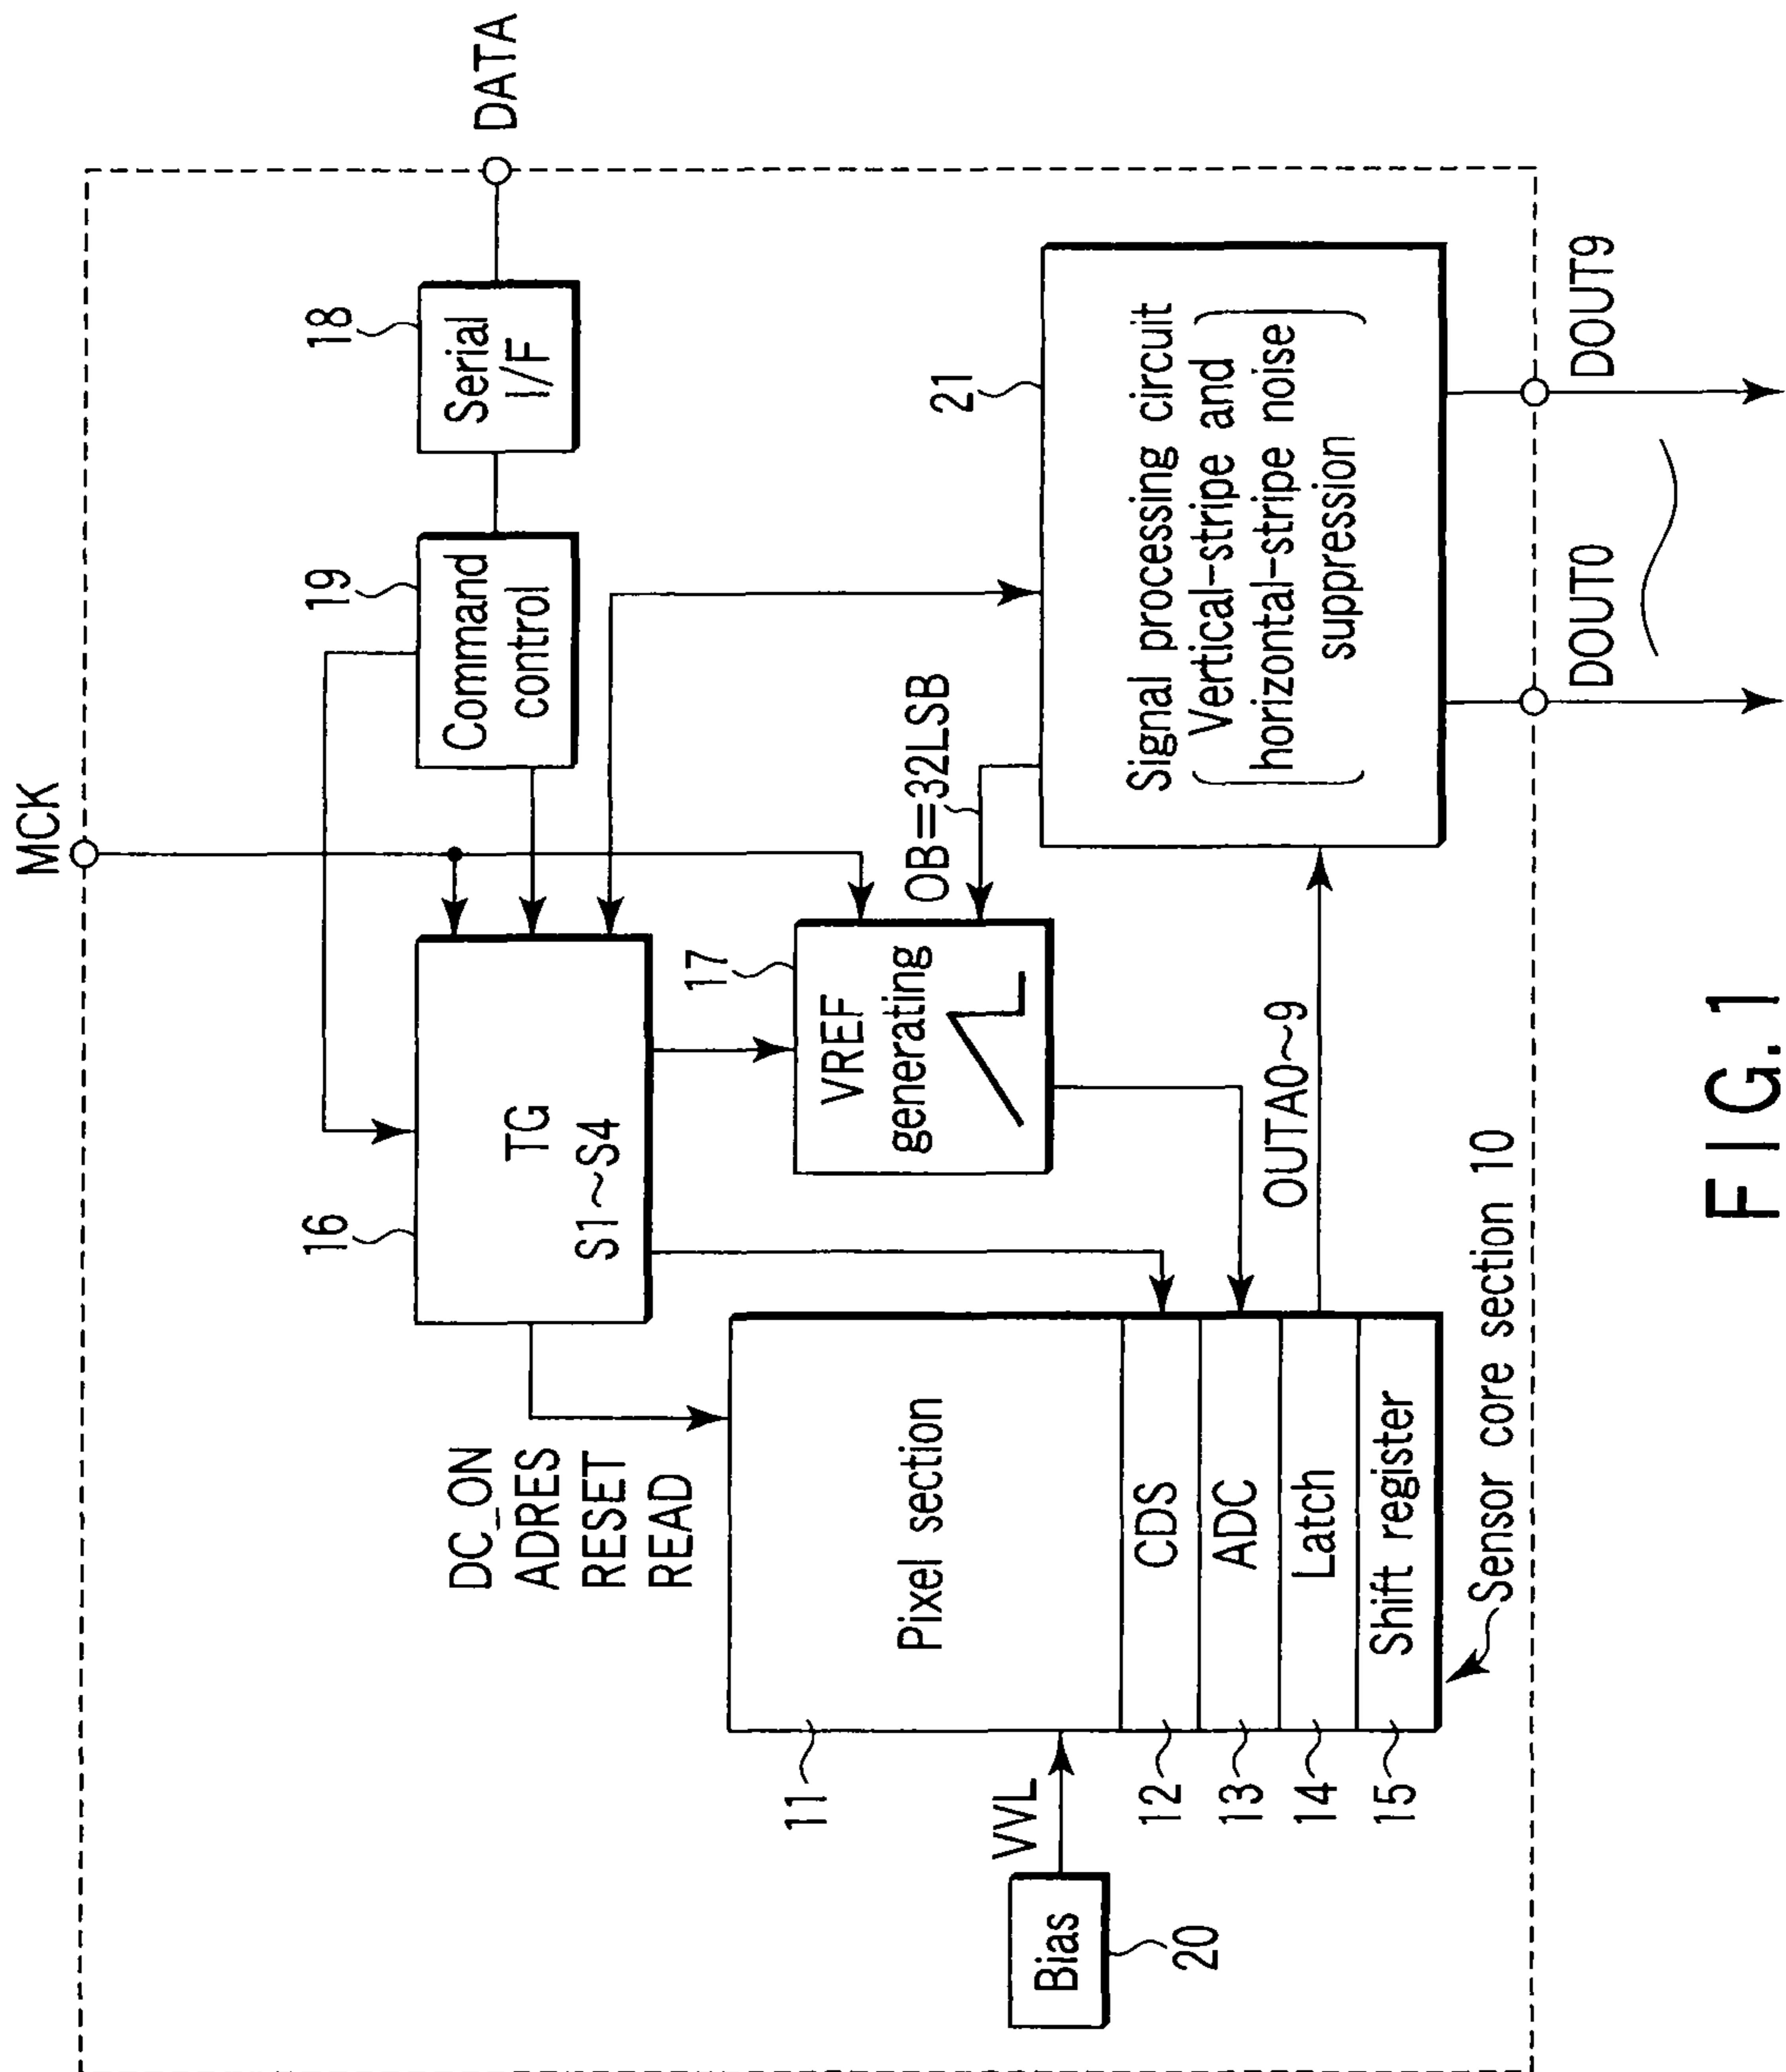 MCK
DATA
18
Serial
I/F
19
Command
control
16
TG
S1~S4
17
VREF
generating
OB=32LSB
21
Signal processing circuit
Vertical-stripe and
horizontal-stripe noise
suppression
DC_ON
ADRES
RESET
READ
11
Pixel section
12
CDS
13
ADC
14
Latch
15
Shift register
VVL
Bias
20
OUTA0~9
Sensor core section 10
DOUT0
DOUT9
FIG. 1